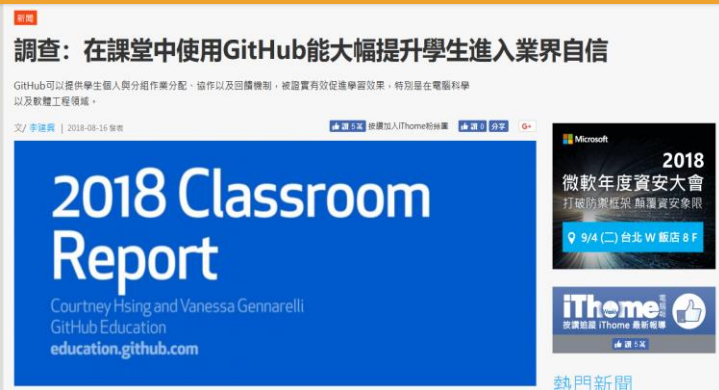 新聞
調查：在課堂中使用GitHub能大幅提升學生進入業界自信
GitHub可以提供學生個人與分組作業分配、協作以及回饋機制，被證實有效促進學習效果，特別是在電腦科學
以及軟體工程領域。
文/ 李建興 | 2018-08-16 發表
讚 5 萬 按讚加入iThome粉絲團 讚 0 分享 G+
2018 Classroom
Report
Courtney Hsing and Vanessa Gennarelli
GitHub Education
education.github.com
Microsoft
2018
微軟年度資安大會
打破防禦框架 顛覆資安象限
9/4 (二) 台北 W 飯店 8 F
iThome
電腦報
Weekly
按讚追蹤 iThome 最新報導
讚 5 萬
熱門新聞